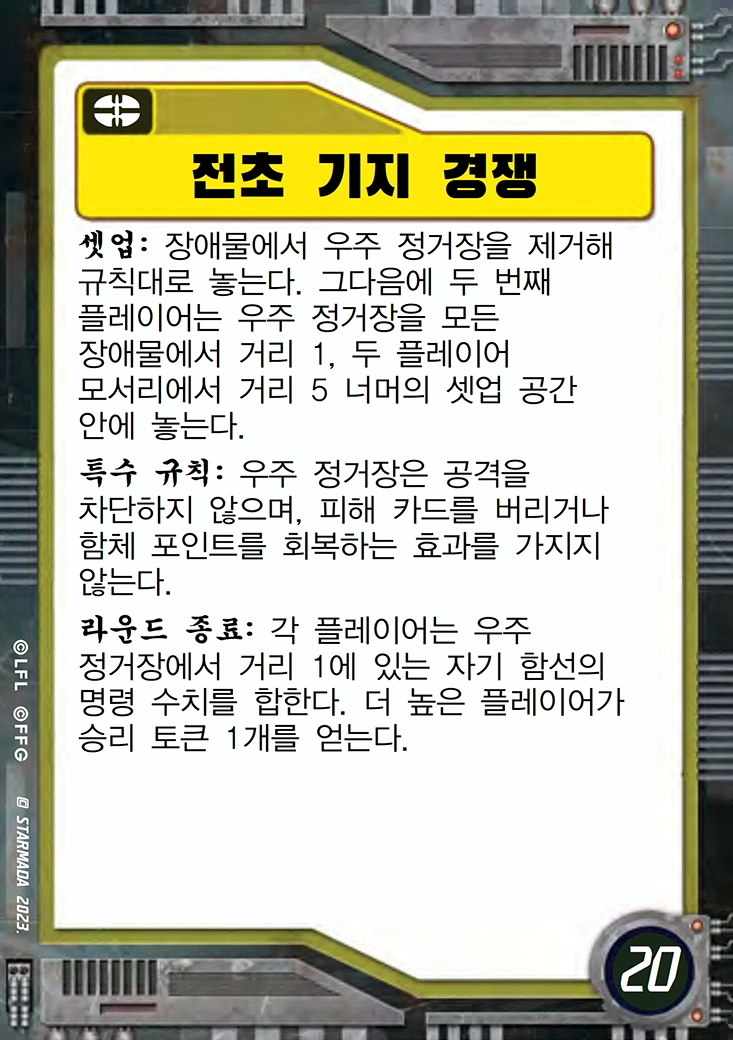 전초 기지 경쟁
셋업: 장애물에서 우주 정거장을 제거해
규칙대로 놓는다. 그다음에 두 번째
플레이어는 우주 정거장을 모든
장애물에서 거리 1, 두 플레이어
모서리에서 거리 5 너머의 셋업 공간
안에 놓는다.
특수 규칙: 우주 정거장은 공격을
차단하지 않으며, 피해 카드를 버리거나
함체 포인트를 회복하는 효과를 가지지
않는다.
라운드 종료: 각 플레이어는 우주
정거장에서 거리 1에 있는 자기 함선의
명령 수치를 합한다. 더 높은 플레이어가
승리 토큰 1개를 얻는다.
©LFL ©FFG
© STARMADA 2023.
20